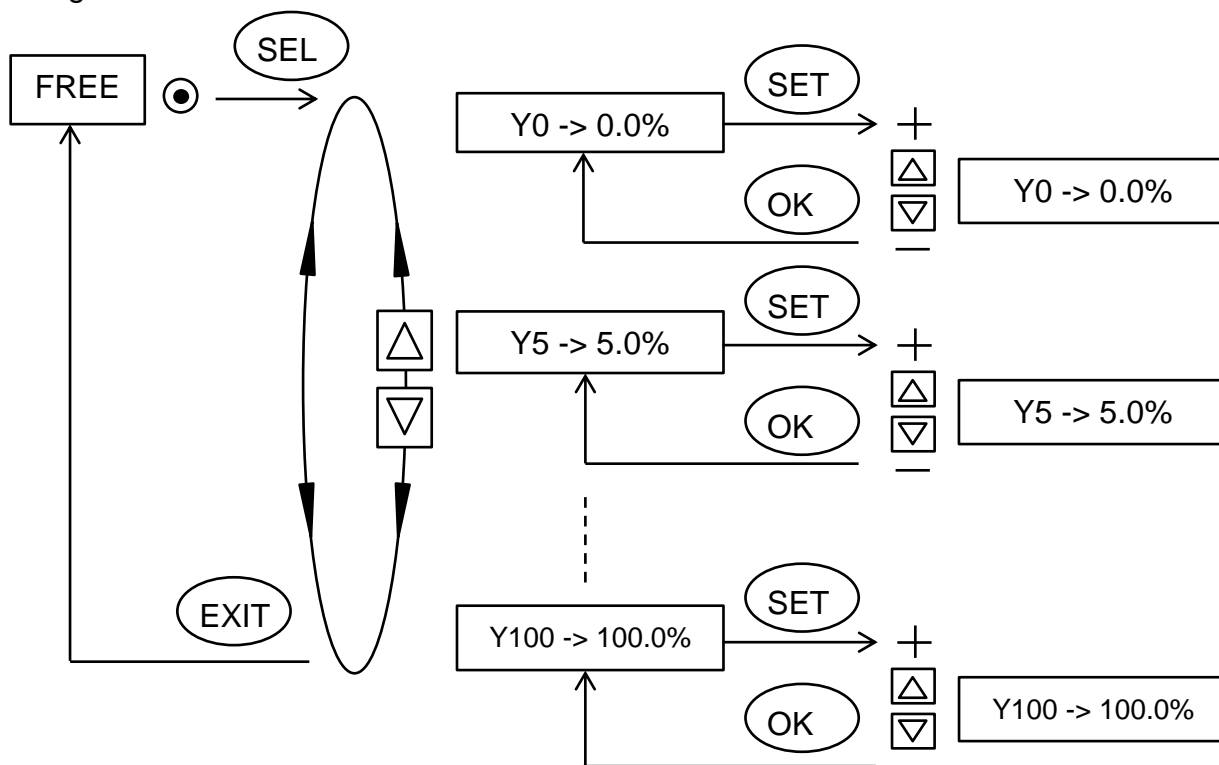 FREE
SEL
Y0 -> 0.0%
SET
+
OK
Y0 -> 0.0%
–
Y5 -> 5.0%
SET
+
OK
Y5 -> 5.0%
–
EXIT
Y100 -> 100.0%
SET
+
OK
Y100 -> 100.0%